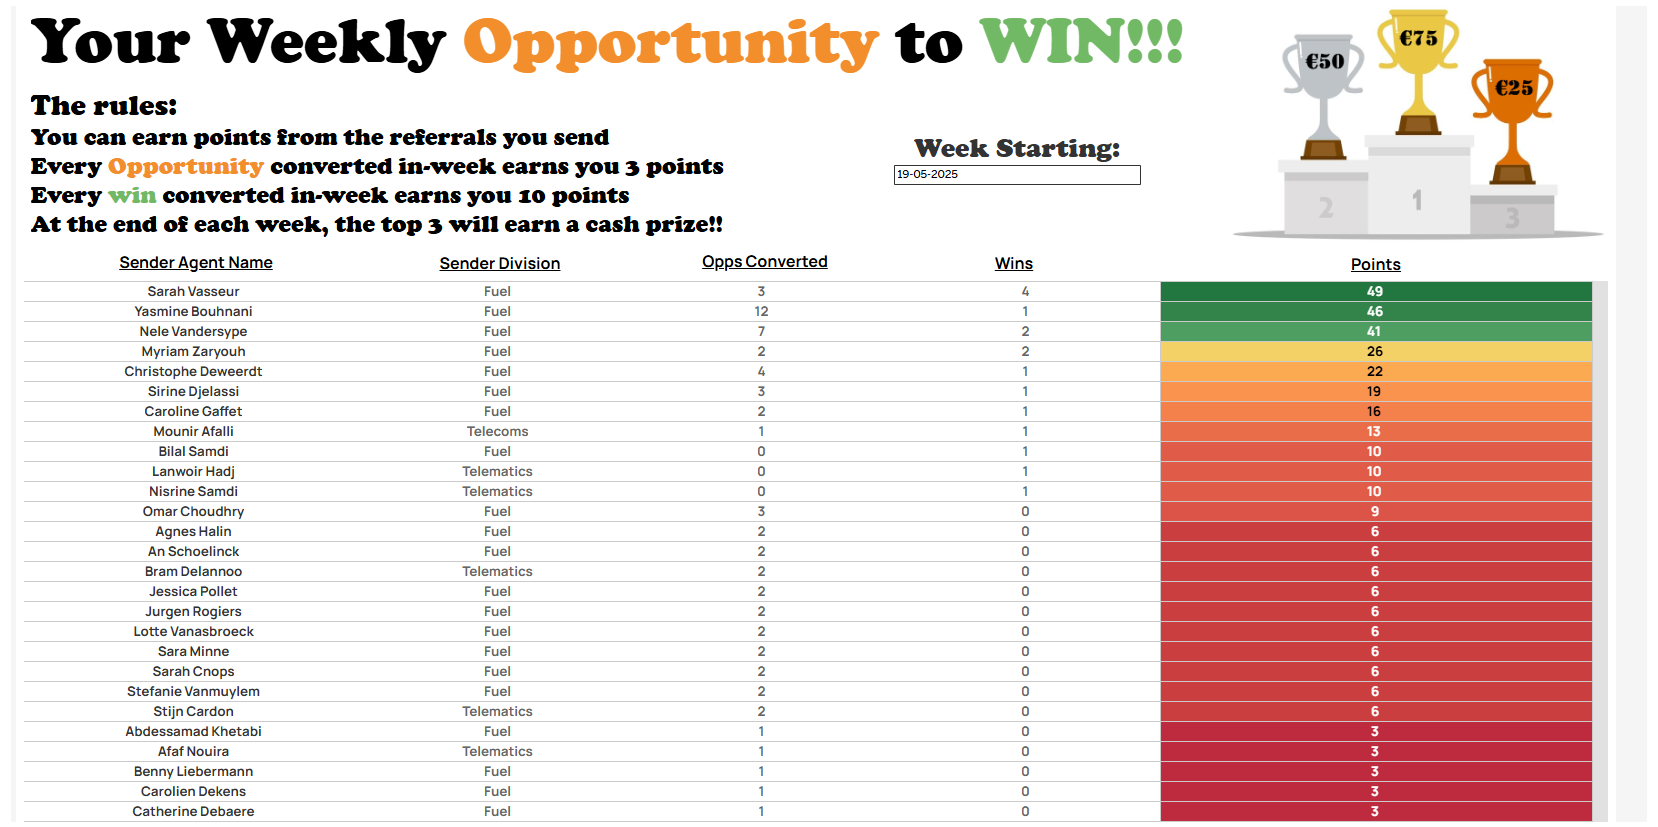 Your Weekly Opportunity to WIN!!!
€50
€75
€25
The rules:
You can earn points from the referrals you send
Every Opportunity converted in-week earns you 3 points
Every win converted in-week earns you 10 points
At the end of each week, the top 3 will earn a cash prize!!
Week Starting:
19-05-2025
2
1
3
Sender Agent Name Sender Division Opps Converted Wins Points
Sarah Vasseur Fuel 3 4 49
Yasmine Bouhnani Fuel 12 1 46
Nele Vandersype Fuel 7 2 41
Myriam Zaryouh Fuel 2 2 26
Christophe Deweerdt Fuel 4 1 22
Sirine Djelassi Fuel 3 1 19
Caroline Gaffet Fuel 2 1 16
Mounir Afalli Telecoms 1 1 13
Bilal Samdi Fuel 0 1 10
Lanwoir Hadj Telematics 0 1 10
Nisrine Samdi Telematics 0 1 10
Omar Choudhry Fuel 3 0 9
Agnes Halin Fuel 2 0 6
An Schoelinck Fuel 2 0 6
Bram Delannoo Telematics 2 0 6
Jessica Pollet Fuel 2 0 6
Jurgen Rogiers Fuel 2 0 6
Lotte Vanasbroeck Fuel 2 0 6
Sara Minne Fuel 2 0 6
Sarah Cnops Fuel 2 0 6
Stefanie Vanmuylem Fuel 2 0 6
Stijn Cardon Telematics 2 0 6
Abdessamad Khetabi Fuel 1 0 3
Afaf Nouira Telematics 1 0 3
Benny Liebermann Fuel 1 0 3
Carolien Dekens Fuel 1 0 3
Catherine Debaere Fuel 1 0 3